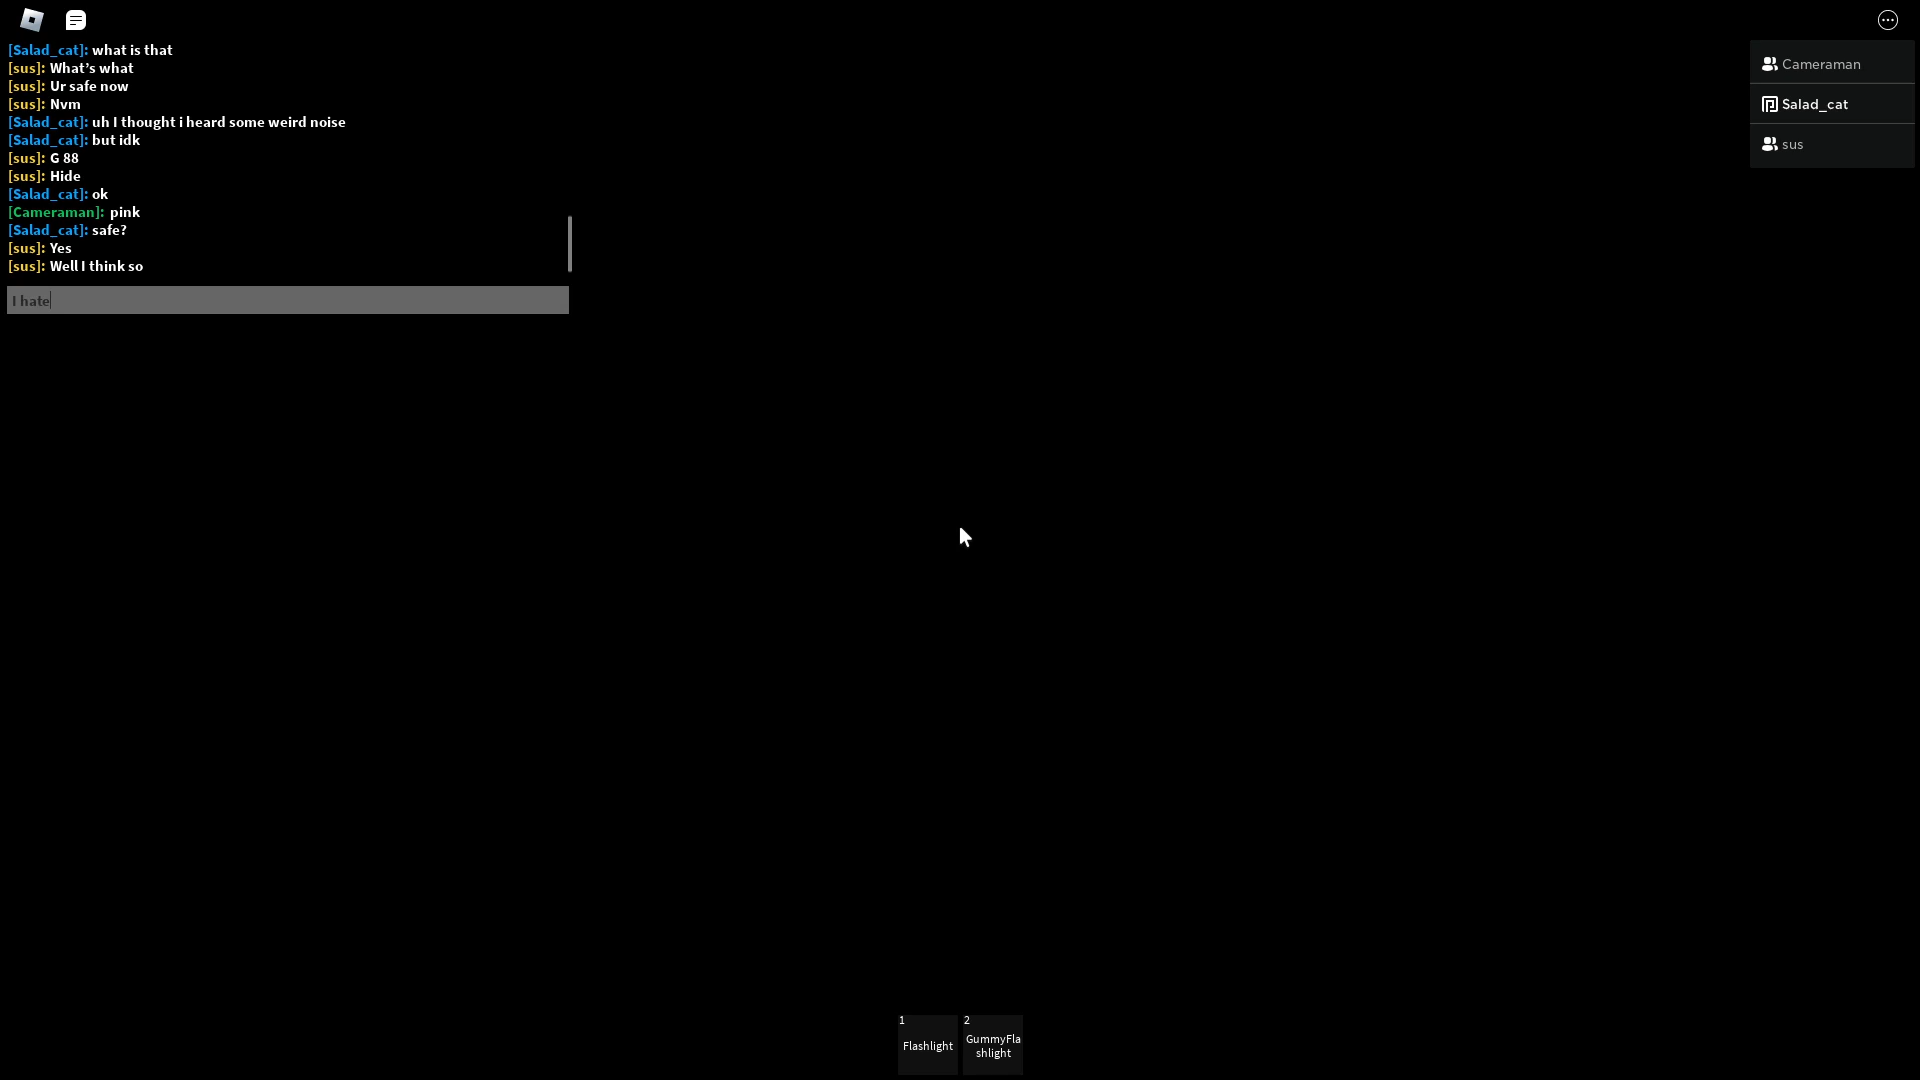 [Salad_cat]: what is that
[sus]: What's what
[sus]: Ur safe now
[sus]: Nvm
[Salad_cat]: uh I thought i heard some weird noise
[Salad_cat]: but idk
[sus]: G 88
[sus]: Hide
[Salad_cat]: ok
[Cameraman]: pink
[Salad_cat]: safe?
[sus]: Yes
[sus]: Well I think so
I hate
Cameraman
Salad_cat
sus
1
Flashlight
2
GummyFla
shlight